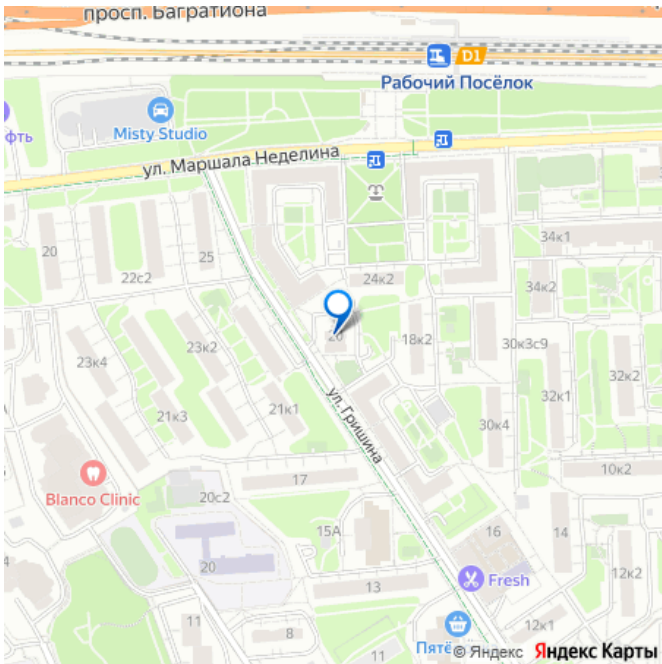 просп. Багратиона
D1
Рабочий Посёлок
фть
Misty Studio
ул. Маршала Неделина
20
25
22с2
34к1
24к2
34к2
23к4
23к2
18к2
30к3с9
32к2
21к3
21к1
ул. Гришина
32к1
30к4
Blanco Clinic
17
10к2
20с2
15А
16
14
20
13
Fresh
12к2
11
8
12к1
11
Пятё
© Яндекс
Яндекс Карты